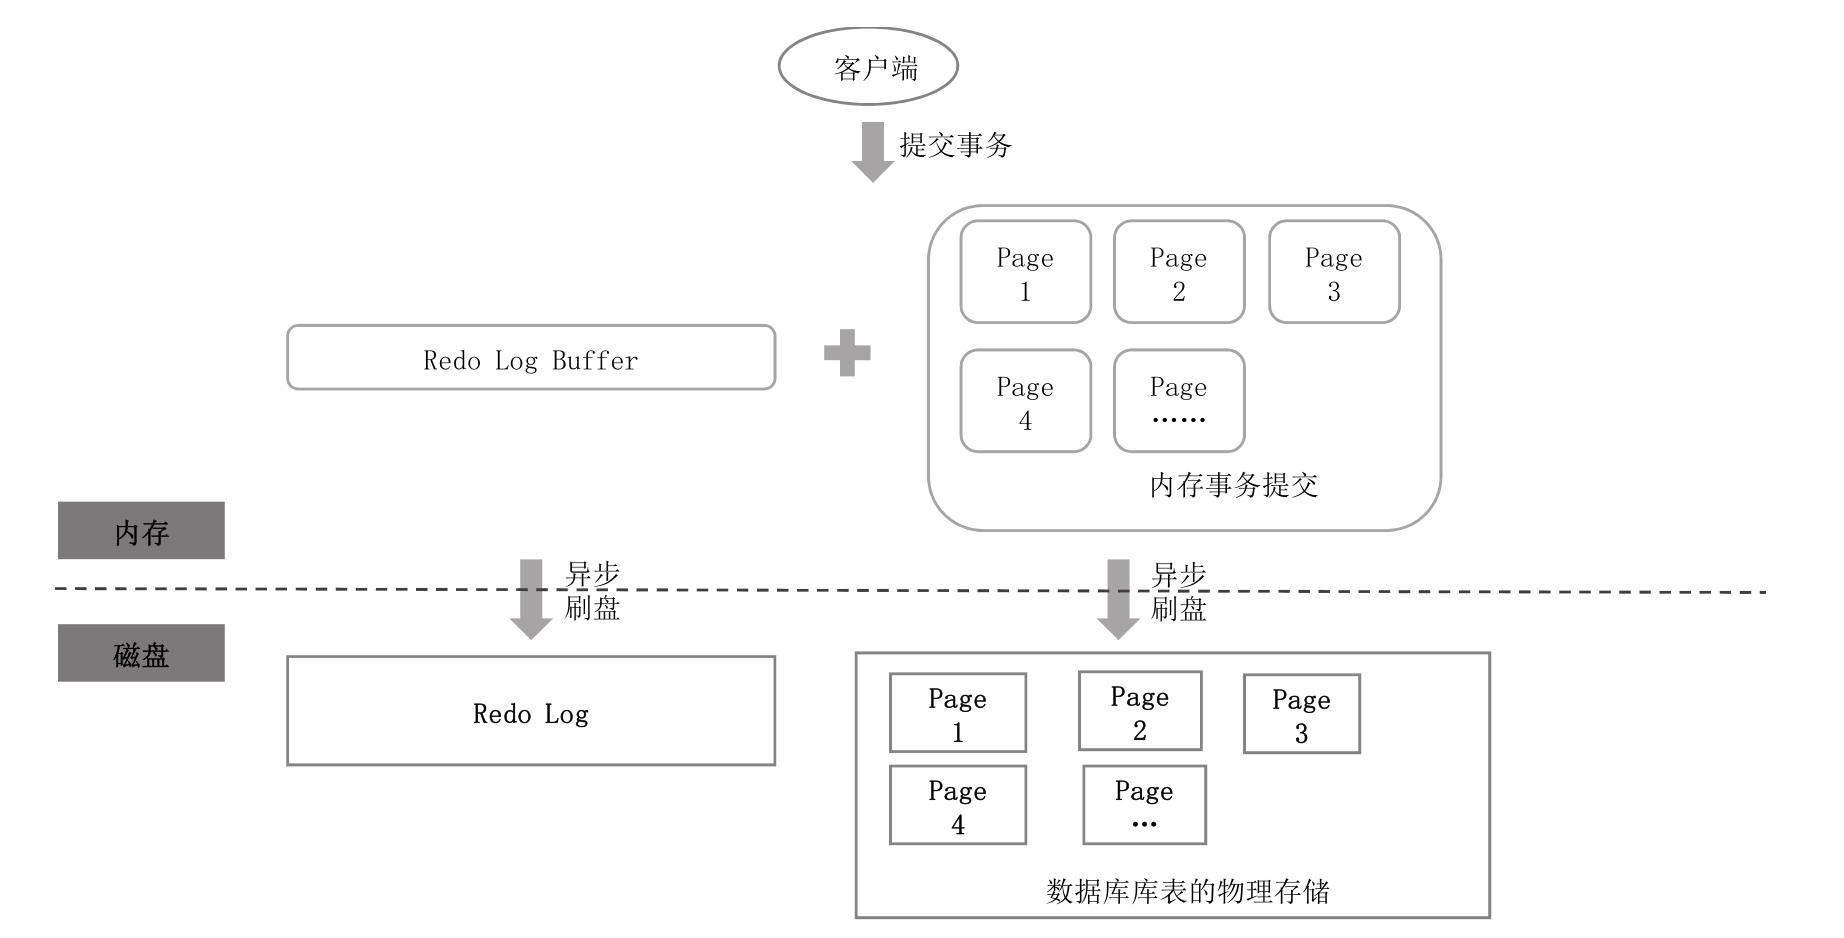 客户端
提交事务
Page
1
Page
2
Page
3
Redo Log Buffer
Page
4
Page
……
内存事务提交
内存
异步
刷盘
异步
刷盘
磁盘
Redo Log
Page
1
Page
2
Page
3
Page
4
Page
…
数据库库表的物理存储